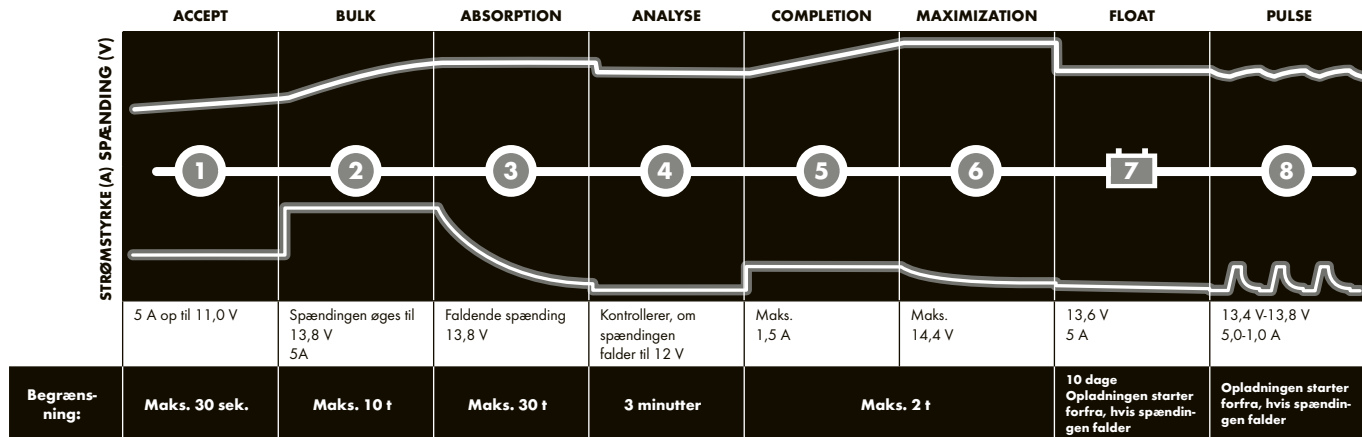 ACCEPT BULK ABSORPTION ANALYSE COMPLETION MAXIMIZATION FLOAT PULSE
STRØMSTYRKE (A) SPÆNDING (V)
1 2 3 4 5 6 7 8
5 A op til 11,0 V
Spændingen øges til
13,8 V
5A
Faldende spænding
13,8 V
Kontrollerer, om
spændingen
falder til 12 V
Maks.
1,5 A
Maks.
14,4 V
13,6 V
5 A
13,4 V-13,8 V
5,0-1,0 A
Begræns-
ning:
Maks. 30 sek.
Maks. 10 t
Maks. 30 t
3 minutter
Maks. 2 t
10 dage
Opladningen starter
forfra, hvis spændin-
gen falder
Opladningen starter
forfra, hvis spændin-
gen falder